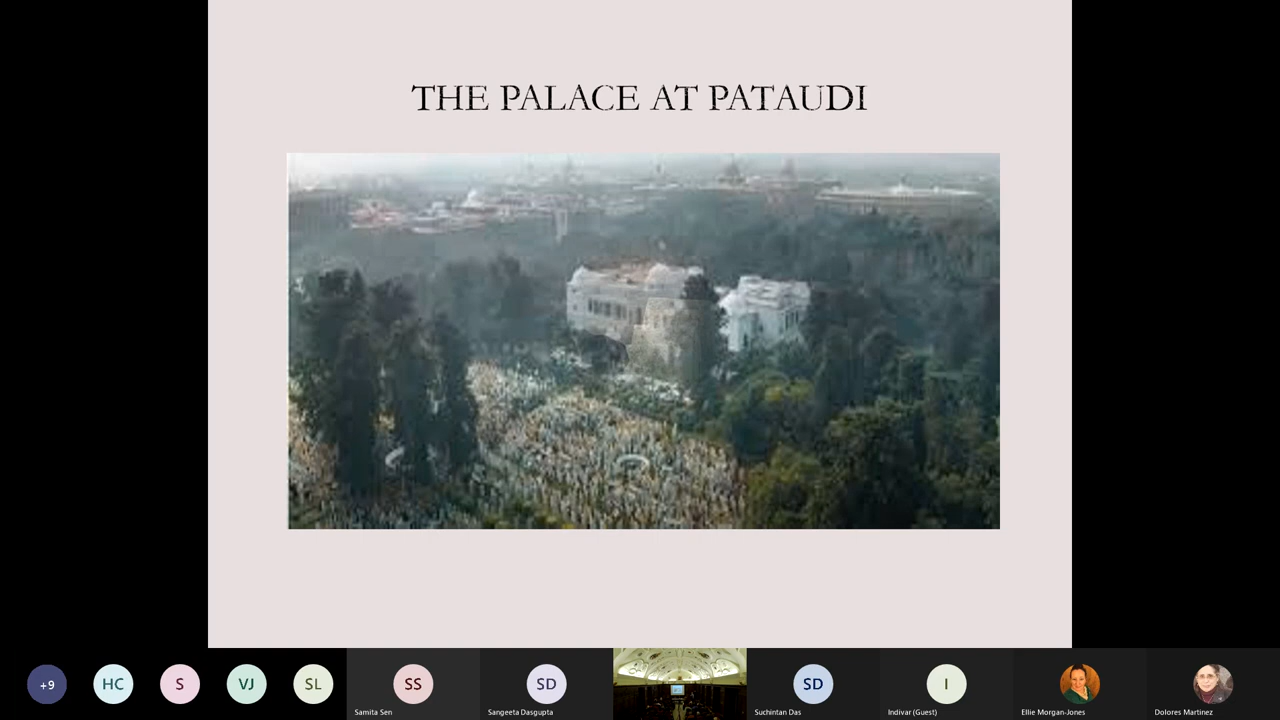 THE PALACE AT PATAUDI
+9
HC
S
VJ
SL
SS
SD
SD
I
Samita Sen
Sangeeta Dasgupta
Suchintan Das
Indivar (Guest)
Ellie Morgan-Jones
Dolores Martinez